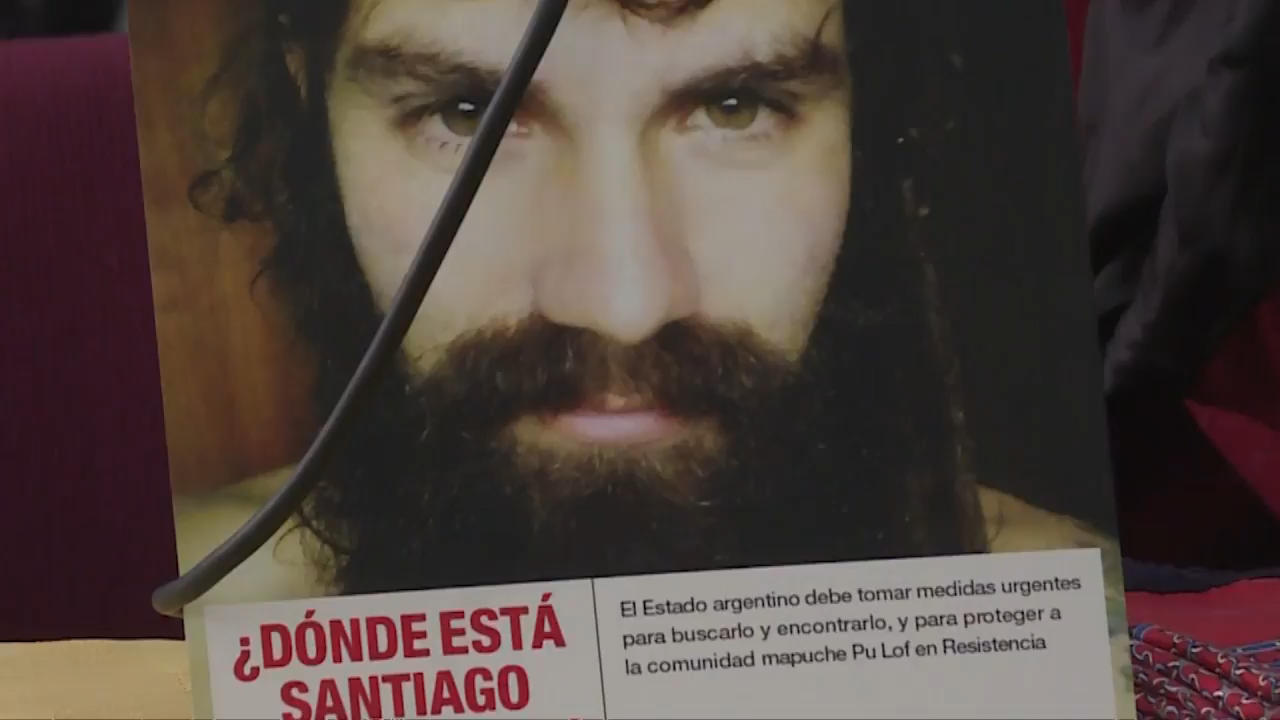 ¿DÓNDE ESTÁ
SANTIAGO
El Estado argentino debe tomar medidas urgentes
para buscarlo y encontrarlo, y para proteger a
la comunidad mapuche Pu Lof en Resistencia